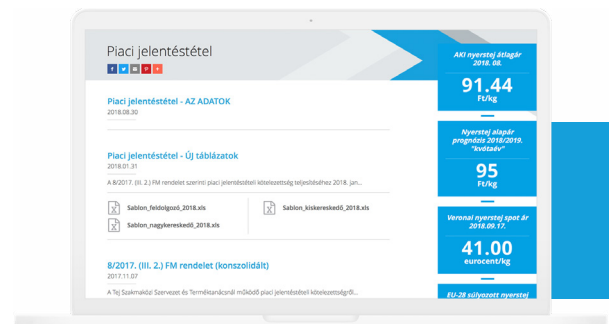 Piaci jelentéstétel
Piaci jelentéstétel - AZ ADATOK
2018.08.30
Piaci jelentéstétel - ÚJ táblázatok
2018.01.31
A 8/2017. (III. 2.) FM rendelet szerinti piaci jelentéstételi kötelezettség teljesítéséhez 2018. jan...
Sablon_feldolgozó_2018.xls
Sablon_kiskereskedő_2018.xls
Sablon_nagykereskedő_2018.xls
8/2017. (III. 2.) FM rendelet (konszolidált)
2017.11.07
A Tej Szakmaközi Szervezet és Terméktanácsnál működő piaci jelentéstételi kötelezettségről...
AKI nyerstej átlagár
2018. 08.
91.44
Ft/kg
Nyerstej alapár
prognózis 2018/2019.
"kvótaév"
95
Ft/kg
Veronai nyerstej spot ár
2018.09.17.
41.00
eurocent/kg
EU-28 súlyozott nyerstej